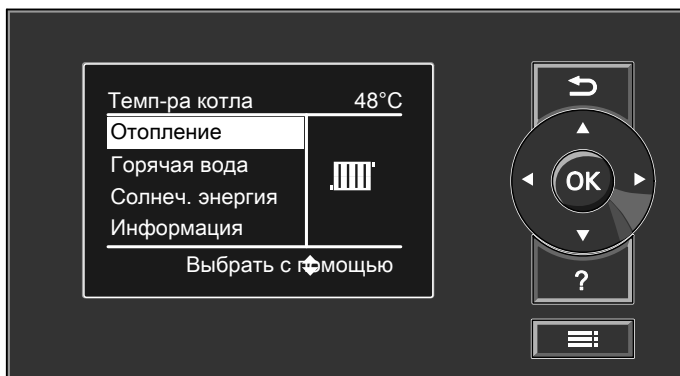 Темп-ра котла 48°C
Отопление
Горячая вода
Солнеч. энергия
Информация
Выбрать с помощью
OK
?